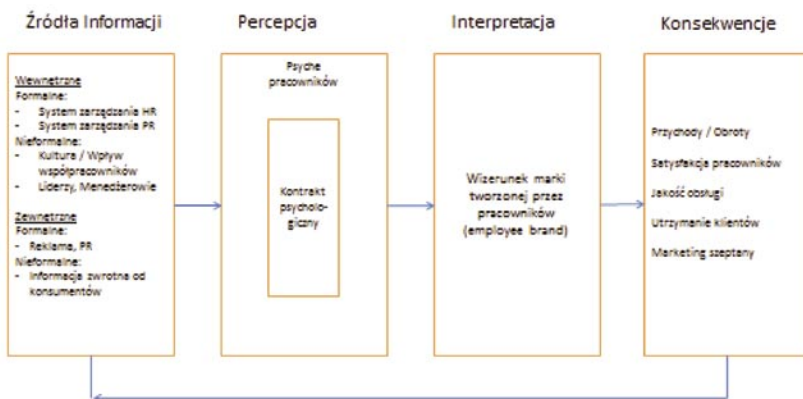 Źródła Informacji
Wewnętrzne
Formalne:
- System zarządzania HR
- System zarządzania PR
Nieformalne:
- Kultura / Wpływ
współpracowników
- Liderzy, Menedżerowie
Zewnętrzne
Formalne:
- Reklama, PR
Nieformalne:
- Informacja zwrotna od
konsumentów
Percepcja
Psyche
pracowników
Kontrakt
psycholo-
giczny
Interpretacja
Wizerunek marki
tworzonej przez
pracowników
(employee brand)
Konsekwencje
Przychody / Obroty
Satysfakcja pracowników
Jakość obsługi
Utrzymanie klientów
Marketing szeptany